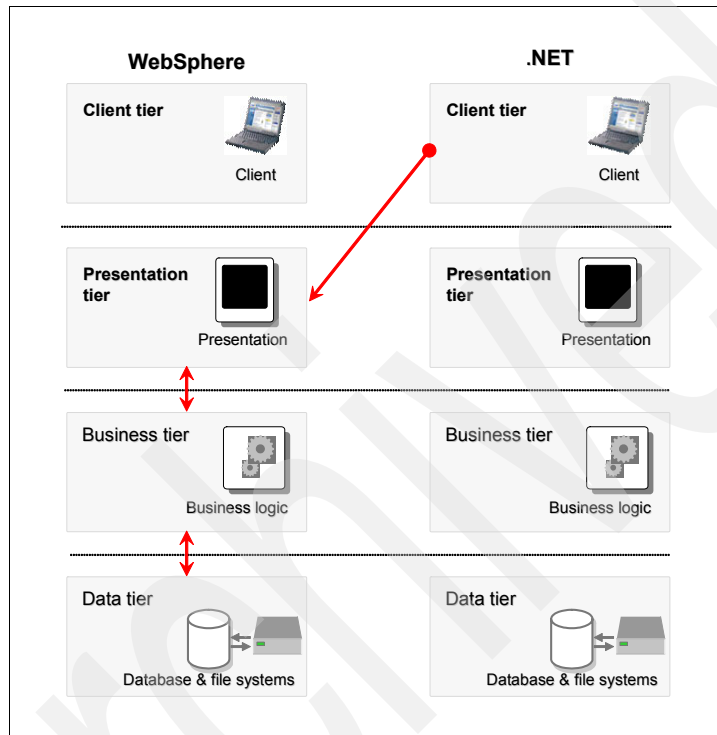 WebSphere
.NET
Client tier
Client
Client tier
Client
Presentation
tier
Presentation
Presentation
tier
Presentation
Business tier
Business logic
Business tier
Business logic
Data tier
Database & file systems
Data tier
Database & file systems